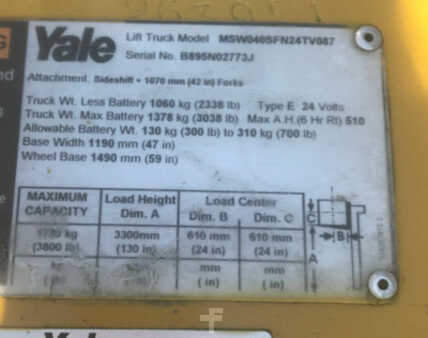 Yale Lift Truck Model MSW040SFN24TV087
Serial No. B895N02773J
Attachment. Sideshift + 1070 mm (42 in) Forks
Truck Wt. Less Battery 1060 kg (2338 lb) Type E 24 Volts
Truck Wt. Max Battery 1378 kg (3038 lb) Max A.H.(6 Hr Rt) 510
Allowable Battery Wt. 130 kg (300 lb) to 310 kg (700 lb)
Base Width 1190 mm (47 in)
Wheel Base 1490 mm (59 in)
MAXIMUM CAPACITY Load Height Dim. A Load Center Dim. B Dim. C
kg 3300mm 610 mm 610 mm
(3800 lb) (130 in) (24 in) (24 in)
mm mm
( in) ( in)
C
B
A
Yale